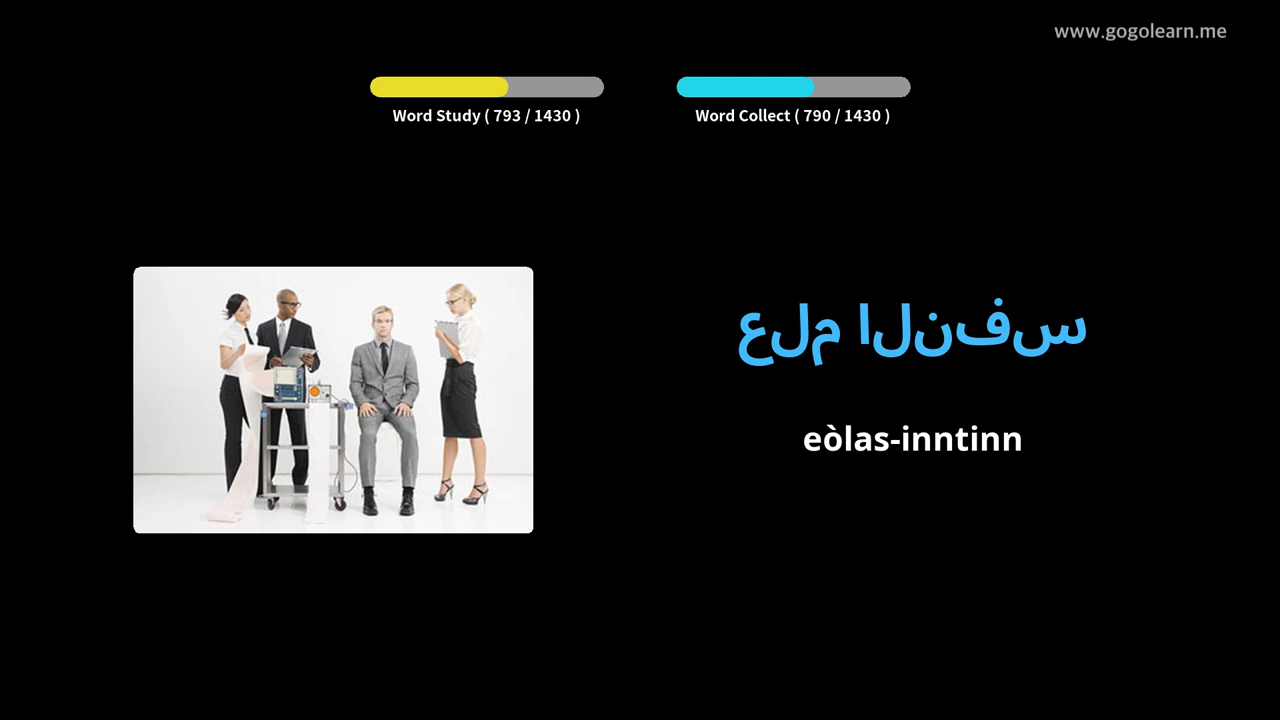 www.gogolearn.me
Word Study ( 793 / 1430 )
Word Collect ( 790 / 1430 )
علم النفس
eòlas-inntinn